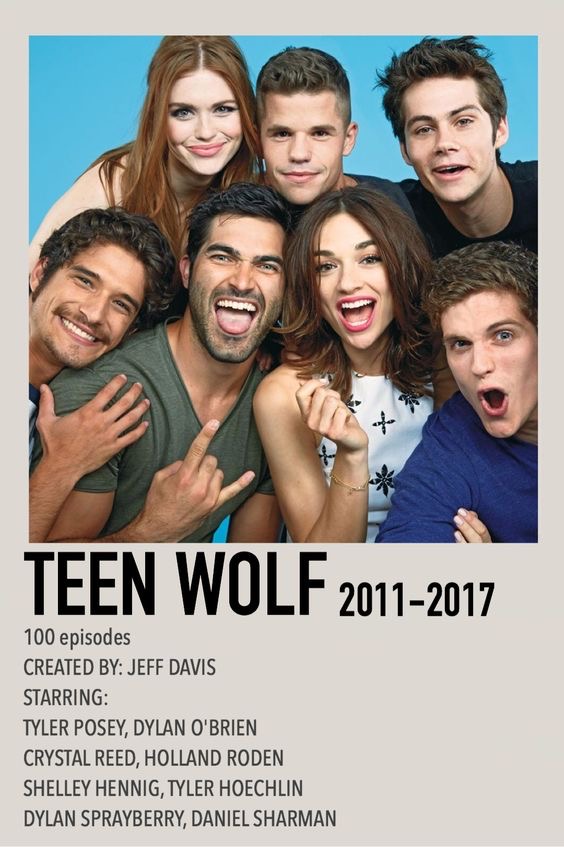 TEEN WOLF 2011-2017
100 episodes
CREATED BY: JEFF DAVIS
STARRING:
TYLER POSEY, DYLAN O'BRIEN
CRYSTAL REED, HOLLAND RODEN
SHELLEY HENNIG, TYLER HOECHLIN
DYLAN SPRAYBERRY, DANIEL SHARMAN